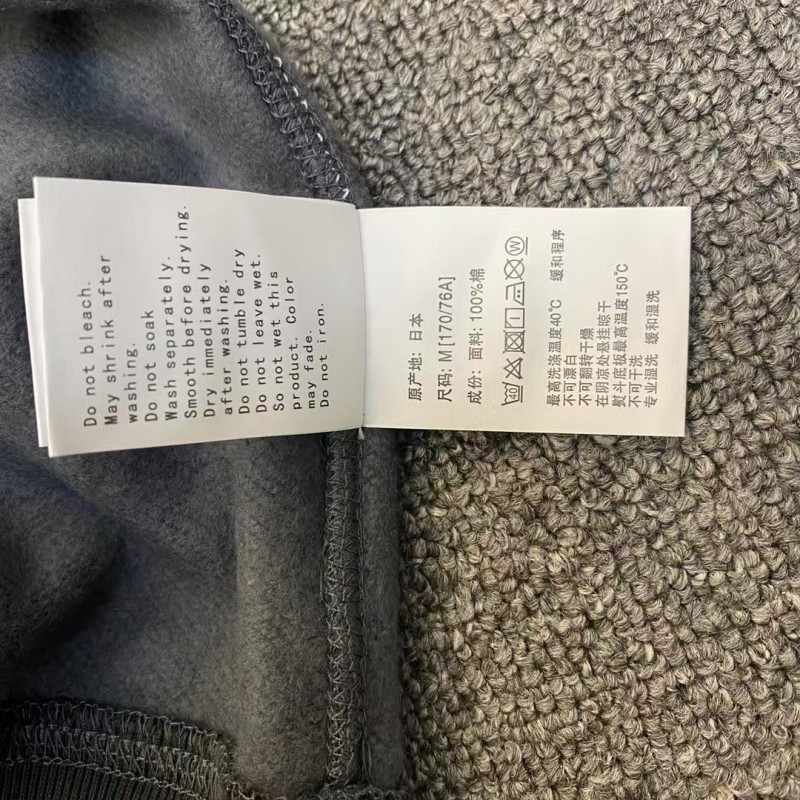 Do not bleach.
May shrink after
washing.
Do not soak
Wash separately.
Smooth before drying.
Dry immediately
after washing.
Do not tumble dry
Do not leave wet.
So not wet this
product. Color
may fade.
Do not iron.
原产地: 日本
尺码: M[170/76A]
成份: 面料: 100%棉
40 W
最高洗涤温度40℃ 缓和程序
不可漂白
不可翻转干燥
在阴凉处悬挂晾干
熨斗底板最高温度150℃
不可干洗
专业湿洗 缓和湿洗